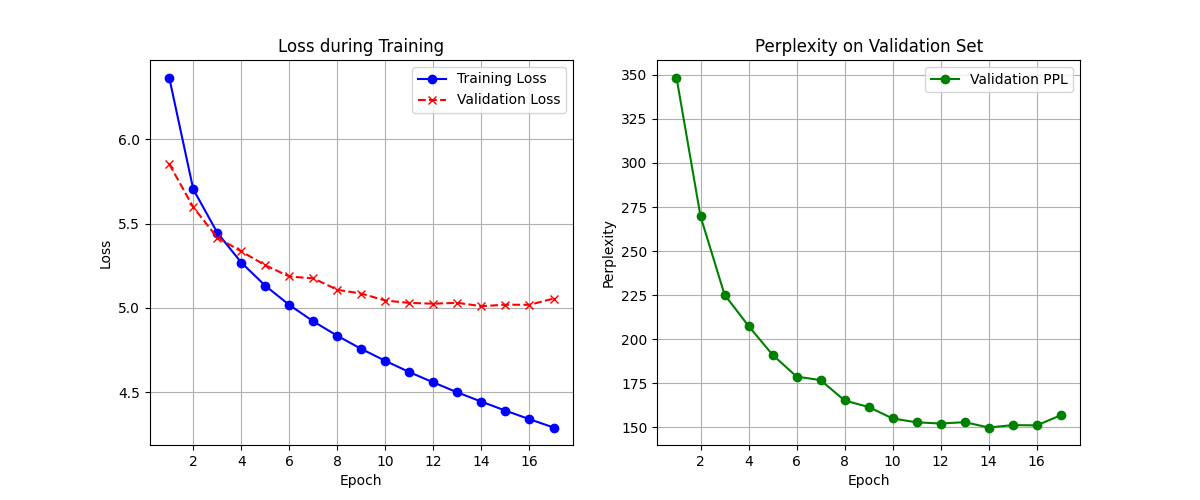 Loss during Training
Training Loss
Validation Loss
6.0
5.5
5.0
4.5
Loss
2 4 6 8 10 12 14 16
Epoch
Perplexity on Validation Set
Validation PPL
350
325
300
275
250
225
200
175
150
Perplexity
2 4 6 8 10 12 14 16
Epoch